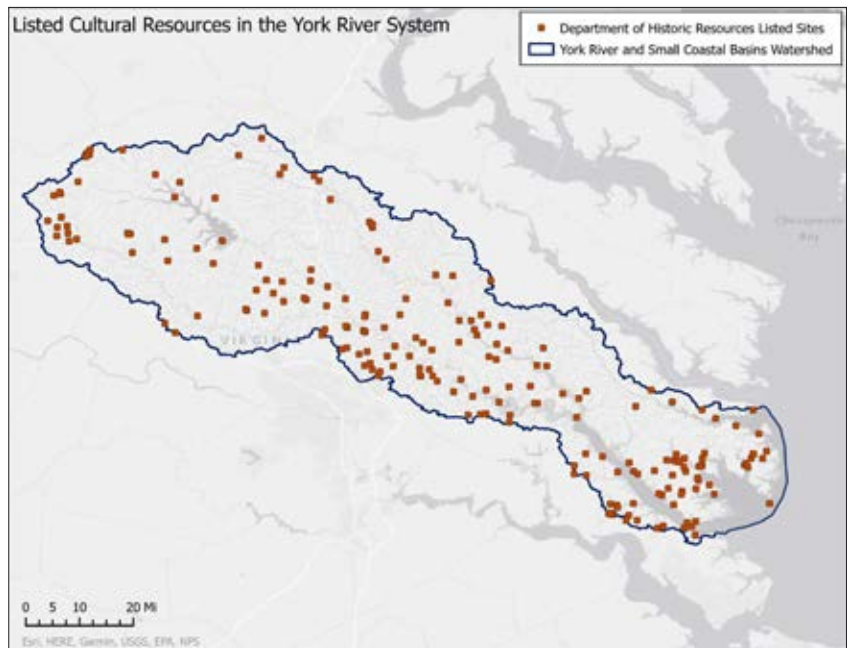 Listed Cultural Resources in the York River System
Department of Historic Resources Listed Sites
York River and Small Coastal Basins Watershed
Chesapeake
Bay
VIRGIN
0 5 10 20 Mi
Esri, HERE, Garmin, USGS, EPA, NPS